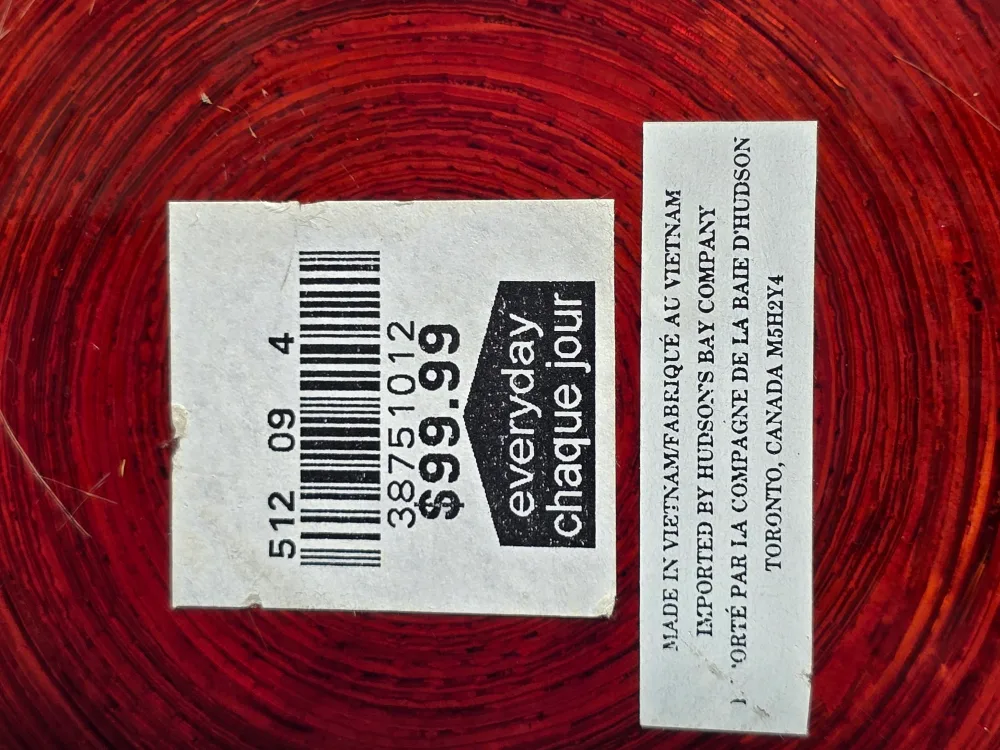 512 09 4
38751012
$99.99
everyday
chaque jour
MADE IN VIETNAM/FABRIQUÉ AU VIETNAM
IMPORTED BY HUDSON'S BAY COMPANY
PAR LA COMPAGNE DE LA BAIE D'HUDSON
TORONTO, CANADA M5H2Y4